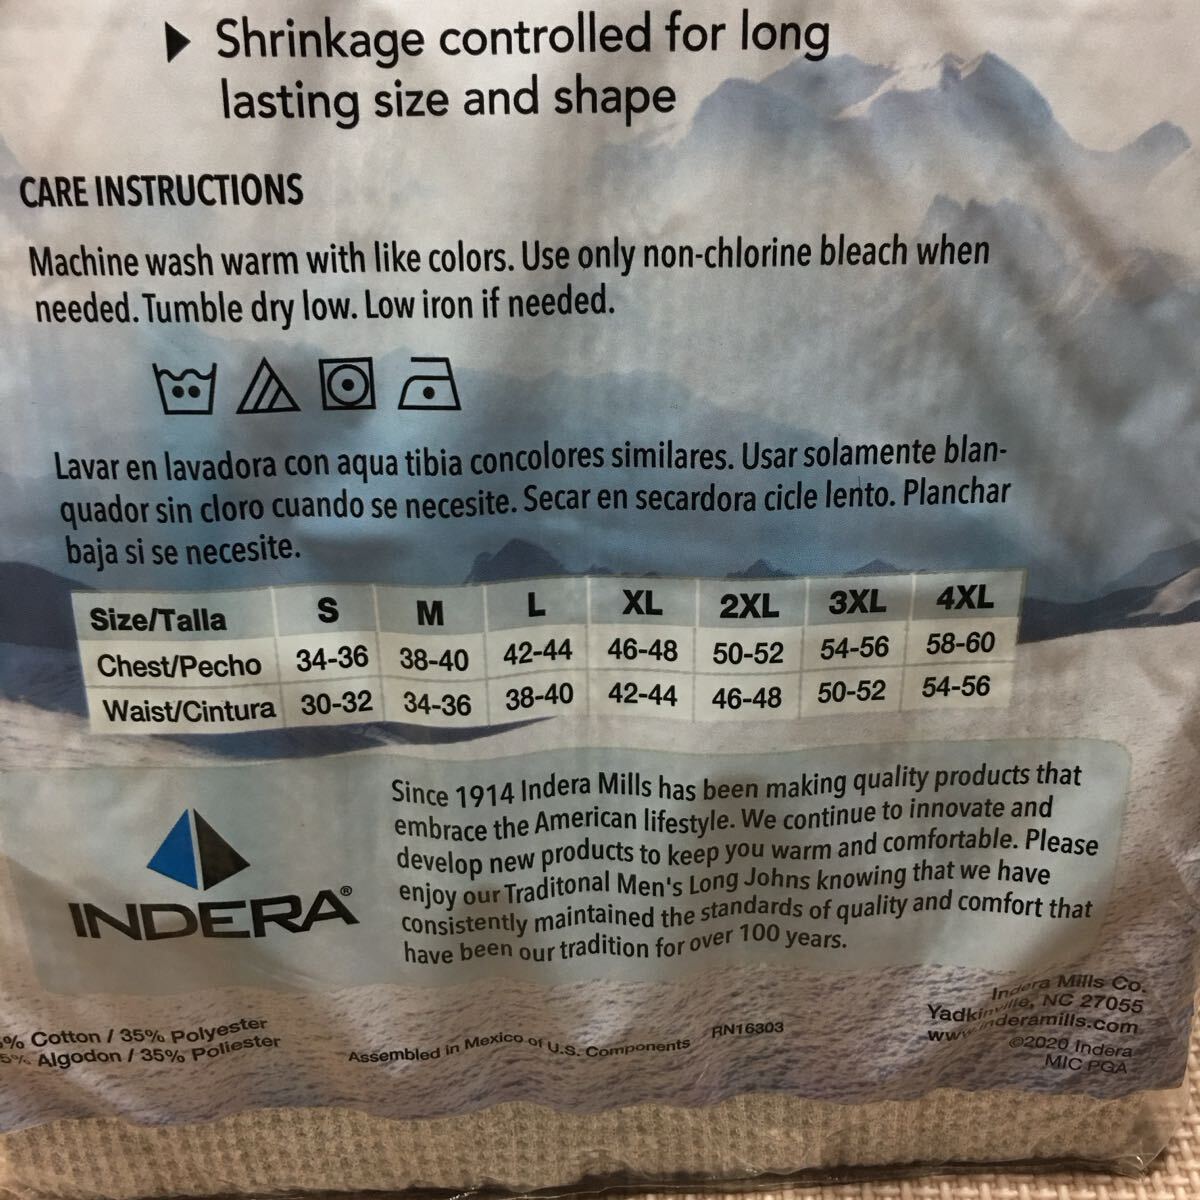 Shrinkage controlled for long
lasting size and shape
CARE INSTRUCTIONS
Machine wash warm with like colors. Use only non-chlorine bleach when
needed. Tumble dry low. Low iron if needed.
Lavar en lavadora con aqua tibia concolores similares. Usar solamente blan-
quador sin cloro cuando se necesite. Secar en secardora cicle lento. Planchar
baja si se necesite.
Size/Talla S M L XL 2XL 3XL 4XL
Chest/Pecho 34-36 38-40 42-44 46-48 50-52 54-56 58-60
Waist/Cintura 30-32 34-36 38-40 42-44 46-48 50-52 54-56
INDERA®
Since 1914 Indera Mills has been making quality products that
embrace the American lifestyle. We continue to innovate and
develop new products to keep you warm and comfortable. Please
enjoy our Traditonal Men's Long Johns knowing that we have
consistently maintained the standards of quality and comfort that
have been our tradition for over 100 years.
% Cotton / 35% Polyester
5% Algodon / 35% Poliester
Assembled in Mexico of U.S. Components
RN16303
Indera Mills Co.
Yadkinville, NC 27055
www.inderamills.com
©2020 Indera
MIC PGA